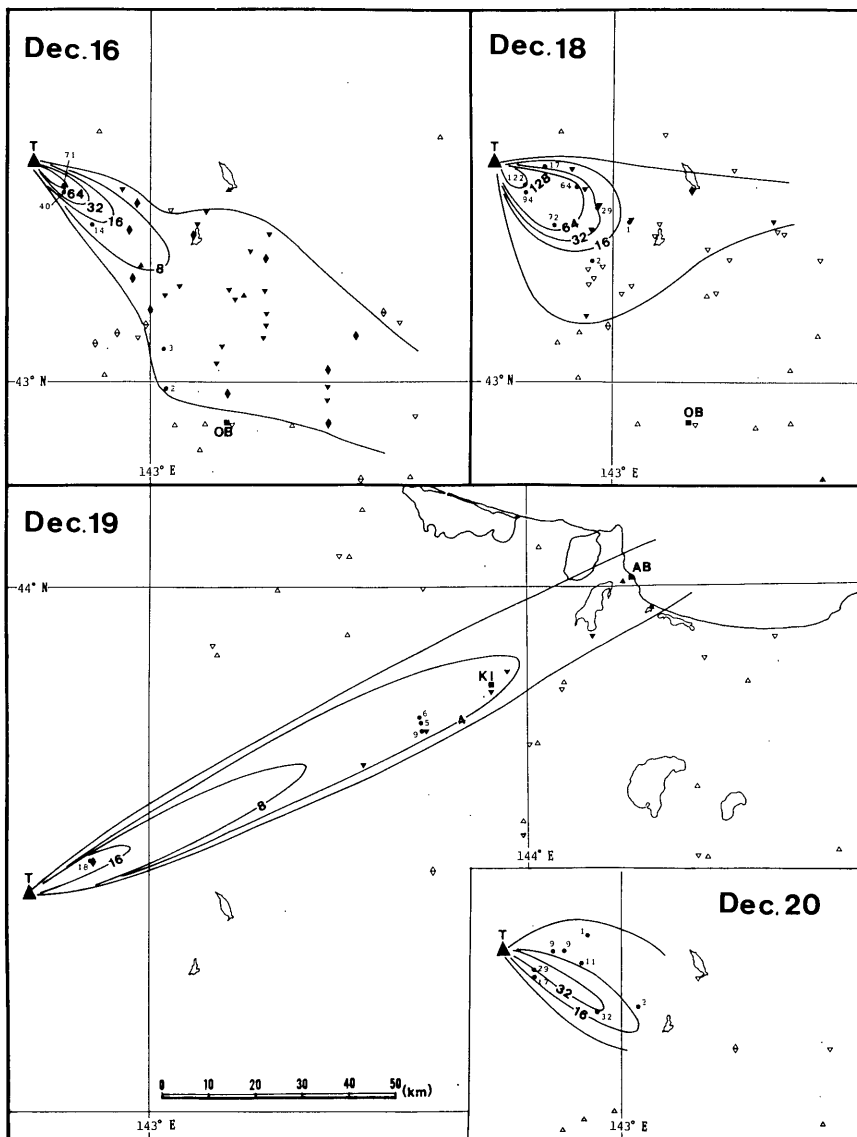 Dec.16
T
71
40
64
32
14
16
8
3
2
43° N
OB
143° E
Dec.18
T
17
122
128
94
64
72
29
64
32
16
1
2
43° N
OB
143° E
Dec.19
44° N
AB
KI
6
5
9
4
8
18
16
T
144° E
0 10 20 30 40 50 (km)
143° E
Dec.20
T
1
9 9
11
29
17
32
16
32
2
143° E